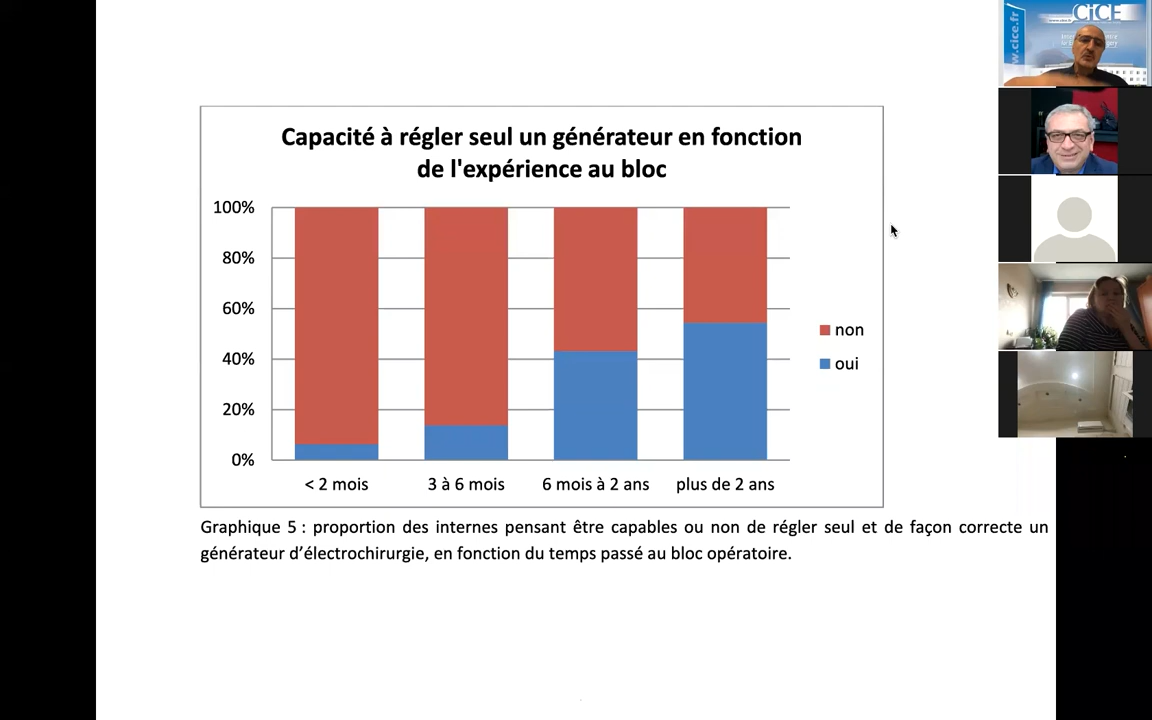 Capacité à régler seul un générateur en fonction
de l'expérience au bloc
100%
80%
60%
40%
20%
0%
< 2 mois
3 à 6 mois
6 mois à 2 ans
plus de 2 ans
non
oui
Graphique 5 : proportion des internes pensant être capables ou non de régler seul et de façon correcte un
générateur d’électrochirurgie, en fonction du temps passé au bloc opératoire.
CiCE
w.cice.fr